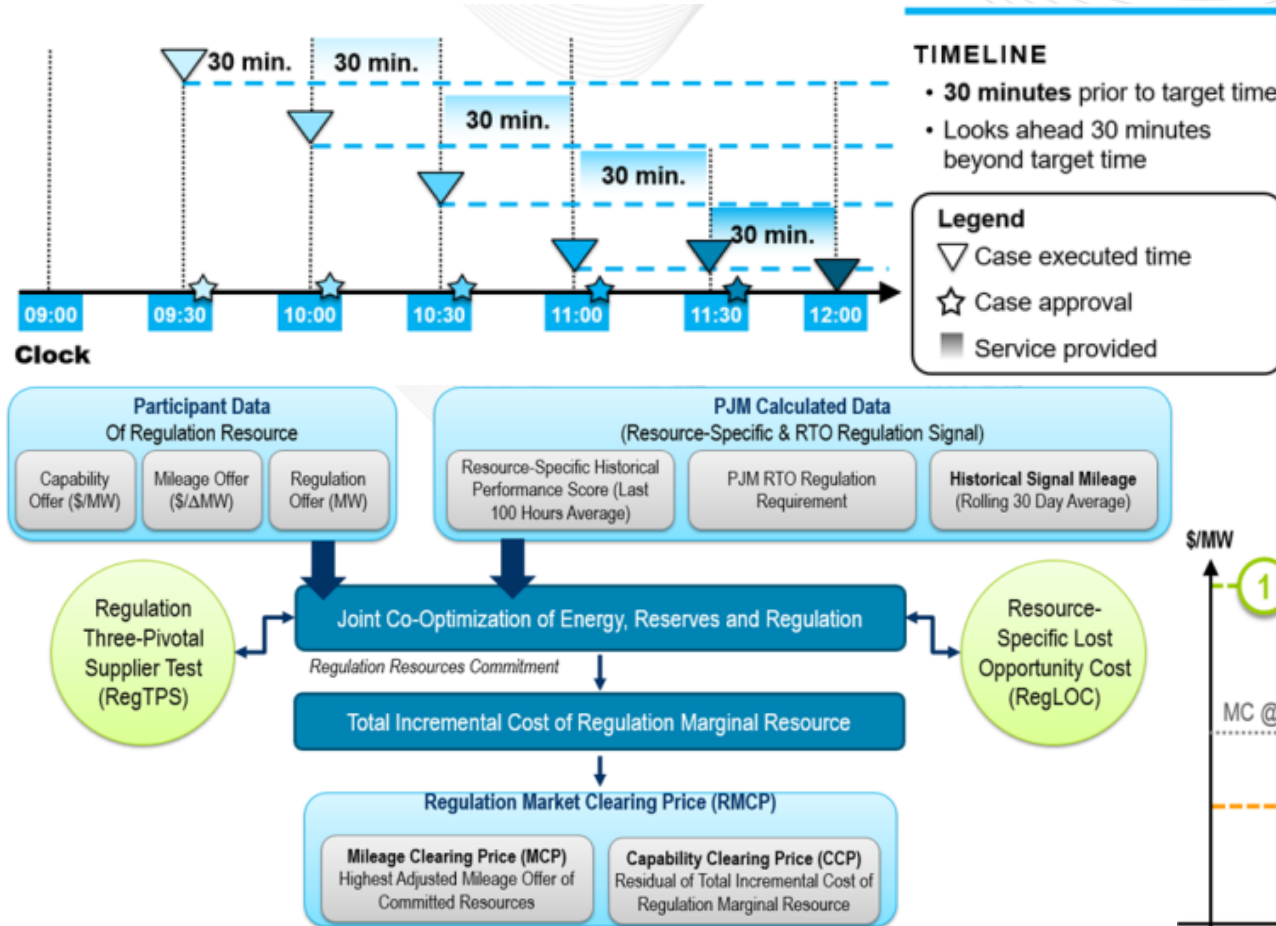 30 min.
30 min.
30 min.
30 min.
30 min.
09:00
09:30
10:00
10:30
11:00
11:30
12:00
Clock
TIMELINE
• 30 minutes prior to target time
• Looks ahead 30 minutes
beyond target time
Legend
Case executed time
Case approval
Service provided
Participant Data
Of Regulation Resource
Capability
Offer ($/MW)
Mileage Offer
($/ΔMW)
Regulation
Offer (MW)
PJM Calculated Data
(Resource-Specific & RTO Regulation Signal)
Resource-Specific Historical
Performance Score (Last
100 Hours Average)
PJM RTO Regulation
Requirement
Historical Signal Mileage
(Rolling 30 Day Average)
Regulation
Three-Pivotal
Supplier Test
(RegTPS)
Joint Co-Optimization of Energy, Reserves and Regulation
Regulation Resources Commitment
Total Incremental Cost of Regulation Marginal Resource
Resource-
Specific Lost
Opportunity Cost
(RegLOC)
Regulation Market Clearing Price (RMCP)
Mileage Clearing Price (MCP)
Highest Adjusted Mileage Offer of
Committed Resources
Capability Clearing Price (CCP)
Residual of Total Incremental Cost of
Regulation Marginal Resource
$/MW
1
MC @